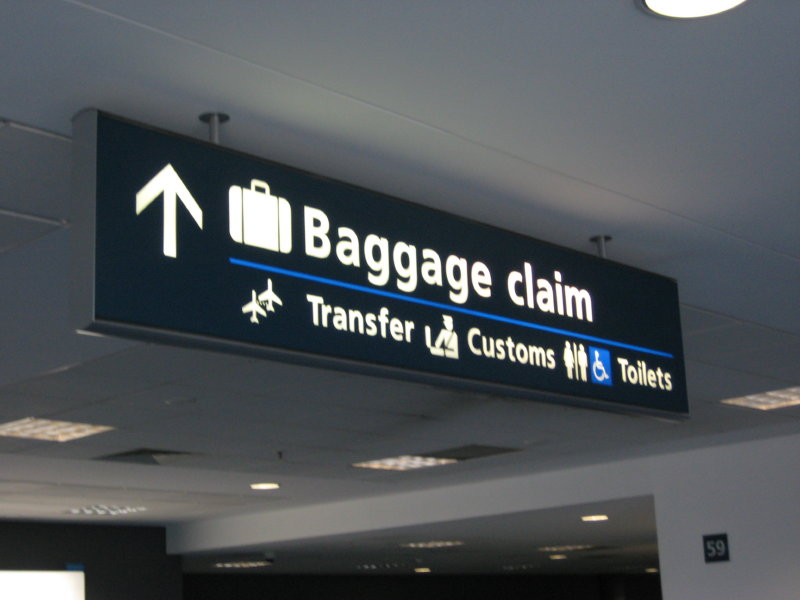 Baggage claim
Transfer Customs Toilets
59